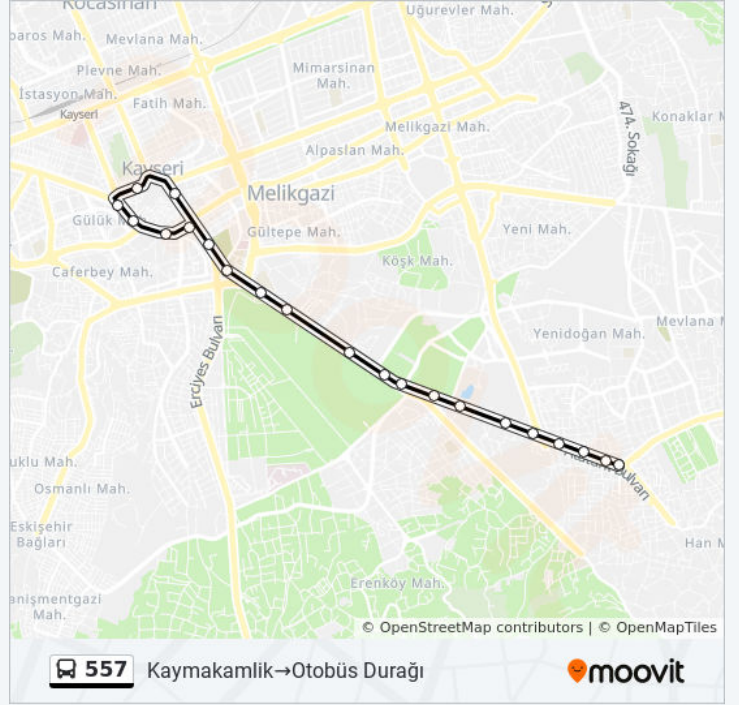 Kocasinan
Uğurevler Mah.
paros Mah.
Mevlana Mah.
Plevne Mah.
Mimarsinan
Mah.
İstasyon Mah.
Fatih Mah.
Kayseri
474. Sokağı
Konaklar
Melikgazi Mah.
Alpaslan Mah.
Kayseri
Melikgazi
Gülük
Gültepe Mah.
Yeni Mah.
Köşk Mah.
Caferbey Mah.
Erciyes Bulvarı
Mevlana
Yenidoğan Mah.
uklu Mah.
Bulvarı
Osmanlı Mah.
Eskişehir
Bağları
Han M
Erenköy Mah.
anişmentgazi
Mah.
© OpenStreetMap contributors | © OpenMapTiles
557 Kaymakamlik→Otobüs Durağı
moovit